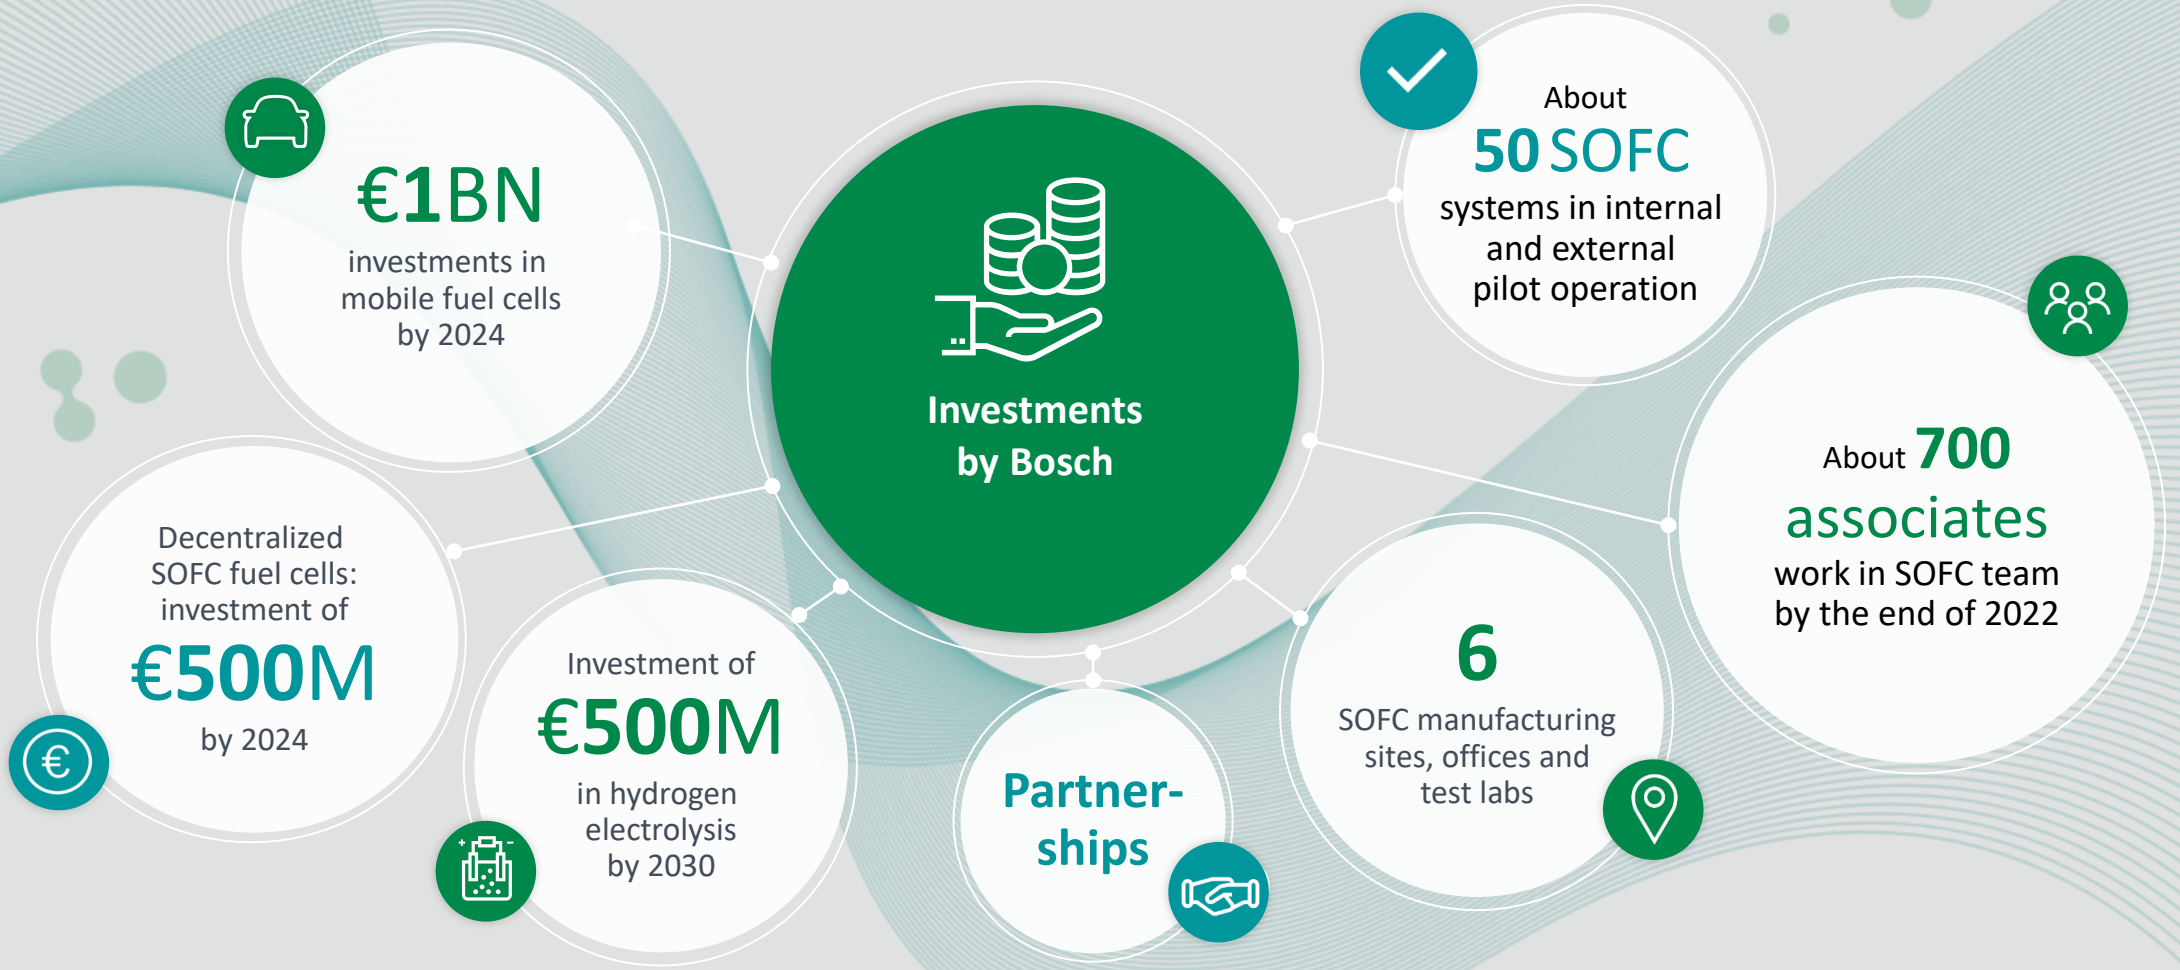 €1BN
investments in
mobile fuel cells
by 2024
Decentralized
SOFC fuel cells:
investment of
€500M
by 2024
€
Investment of
€500M
in hydrogen
electrolysis
by 2030
Investments
by Bosch
Partner-
ships
About
50 SOFC
systems in internal
and external
pilot operation
About 700
associates
work in SOFC team
by the end of 2022
6
SOFC manufacturing
sites, offices and
test labs